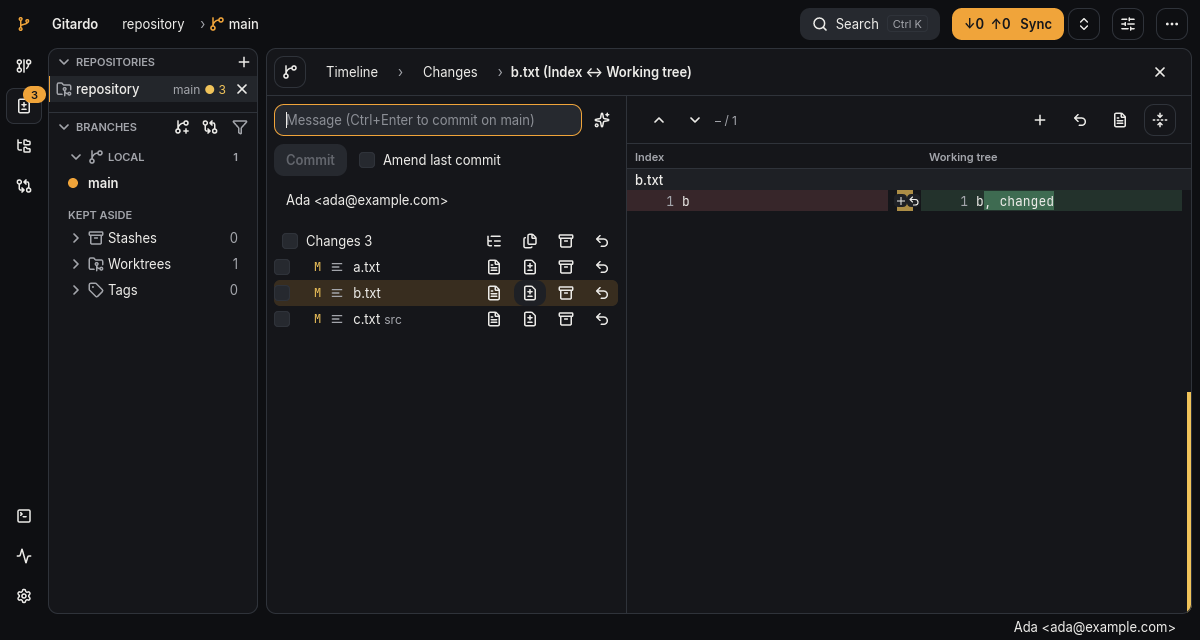 Gitardo repository › main Search Ctrl K ↓0 ↑0 Sync
3
REPOSITORIES
repository main 3
BRANCHES
LOCAL 1
main
KEPT ASIDE
Stashes 0
Worktrees 1
Tags 0
Timeline › Changes › b.txt (Index ↔ Working tree)
Message (Ctrl+Enter to commit on main)
Commit Amend last commit
Ada <ada@example.com>
Changes 3
M a.txt
M b.txt
M c.txt src
– / 1
Index Working tree
b.txt
1 b 1 b, changed
Ada <ada@example.com>